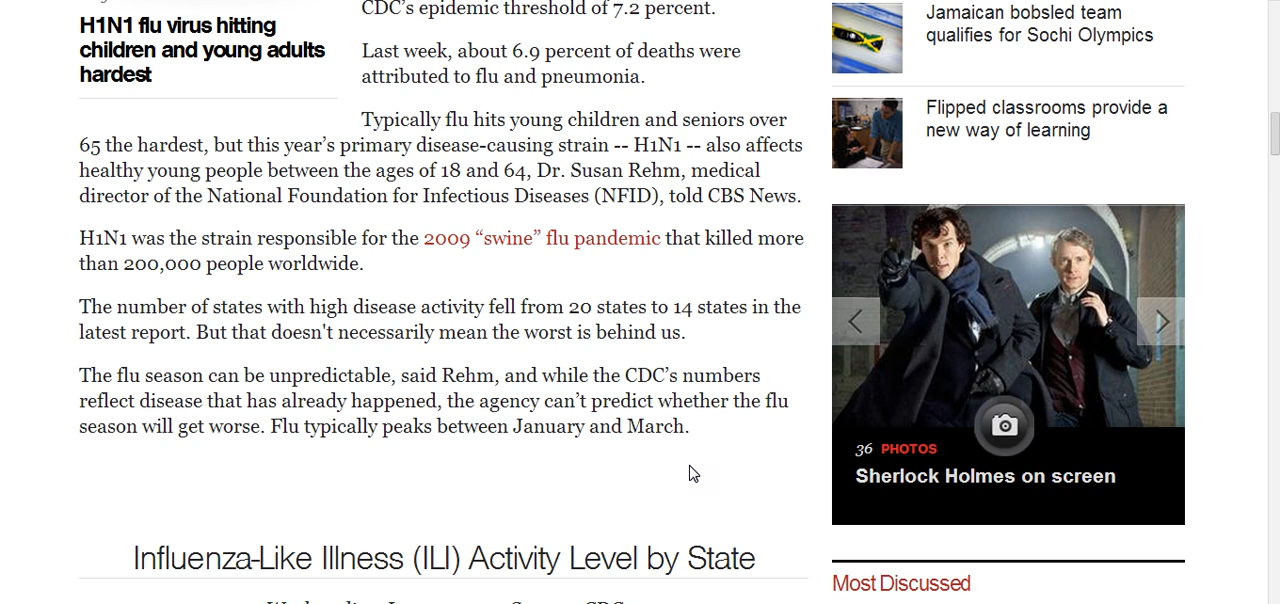 CDC’s epidemic threshold of 7.2 percent.
H1N1 flu virus hitting
children and young adults
hardest
Last week, about 6.9 percent of deaths were
attributed to flu and pneumonia.
Typically flu hits young children and seniors over
65 the hardest, but this year’s primary disease-causing strain -- H1N1 -- also affects
healthy young people between the ages of 18 and 64, Dr. Susan Rehm, medical
director of the National Foundation for Infectious Diseases (NFID), told CBS News.
H1N1 was the strain responsible for the 2009 “swine” flu pandemic that killed more
than 200,000 people worldwide.
The number of states with high disease activity fell from 20 states to 14 states in the
latest report. But that doesn't necessarily mean the worst is behind us.
The flu season can be unpredictable, said Rehm, and while the CDC’s numbers
reflect disease that has already happened, the agency can’t predict whether the flu
season will get worse. Flu typically peaks between January and March.
Influenza-Like Illness (ILI) Activity Level by State
Jamaican bobsled team
qualifies for Sochi Olympics
Flipped classrooms provide a
new way of learning
36 PHOTOS
Sherlock Holmes on screen
Most Discussed